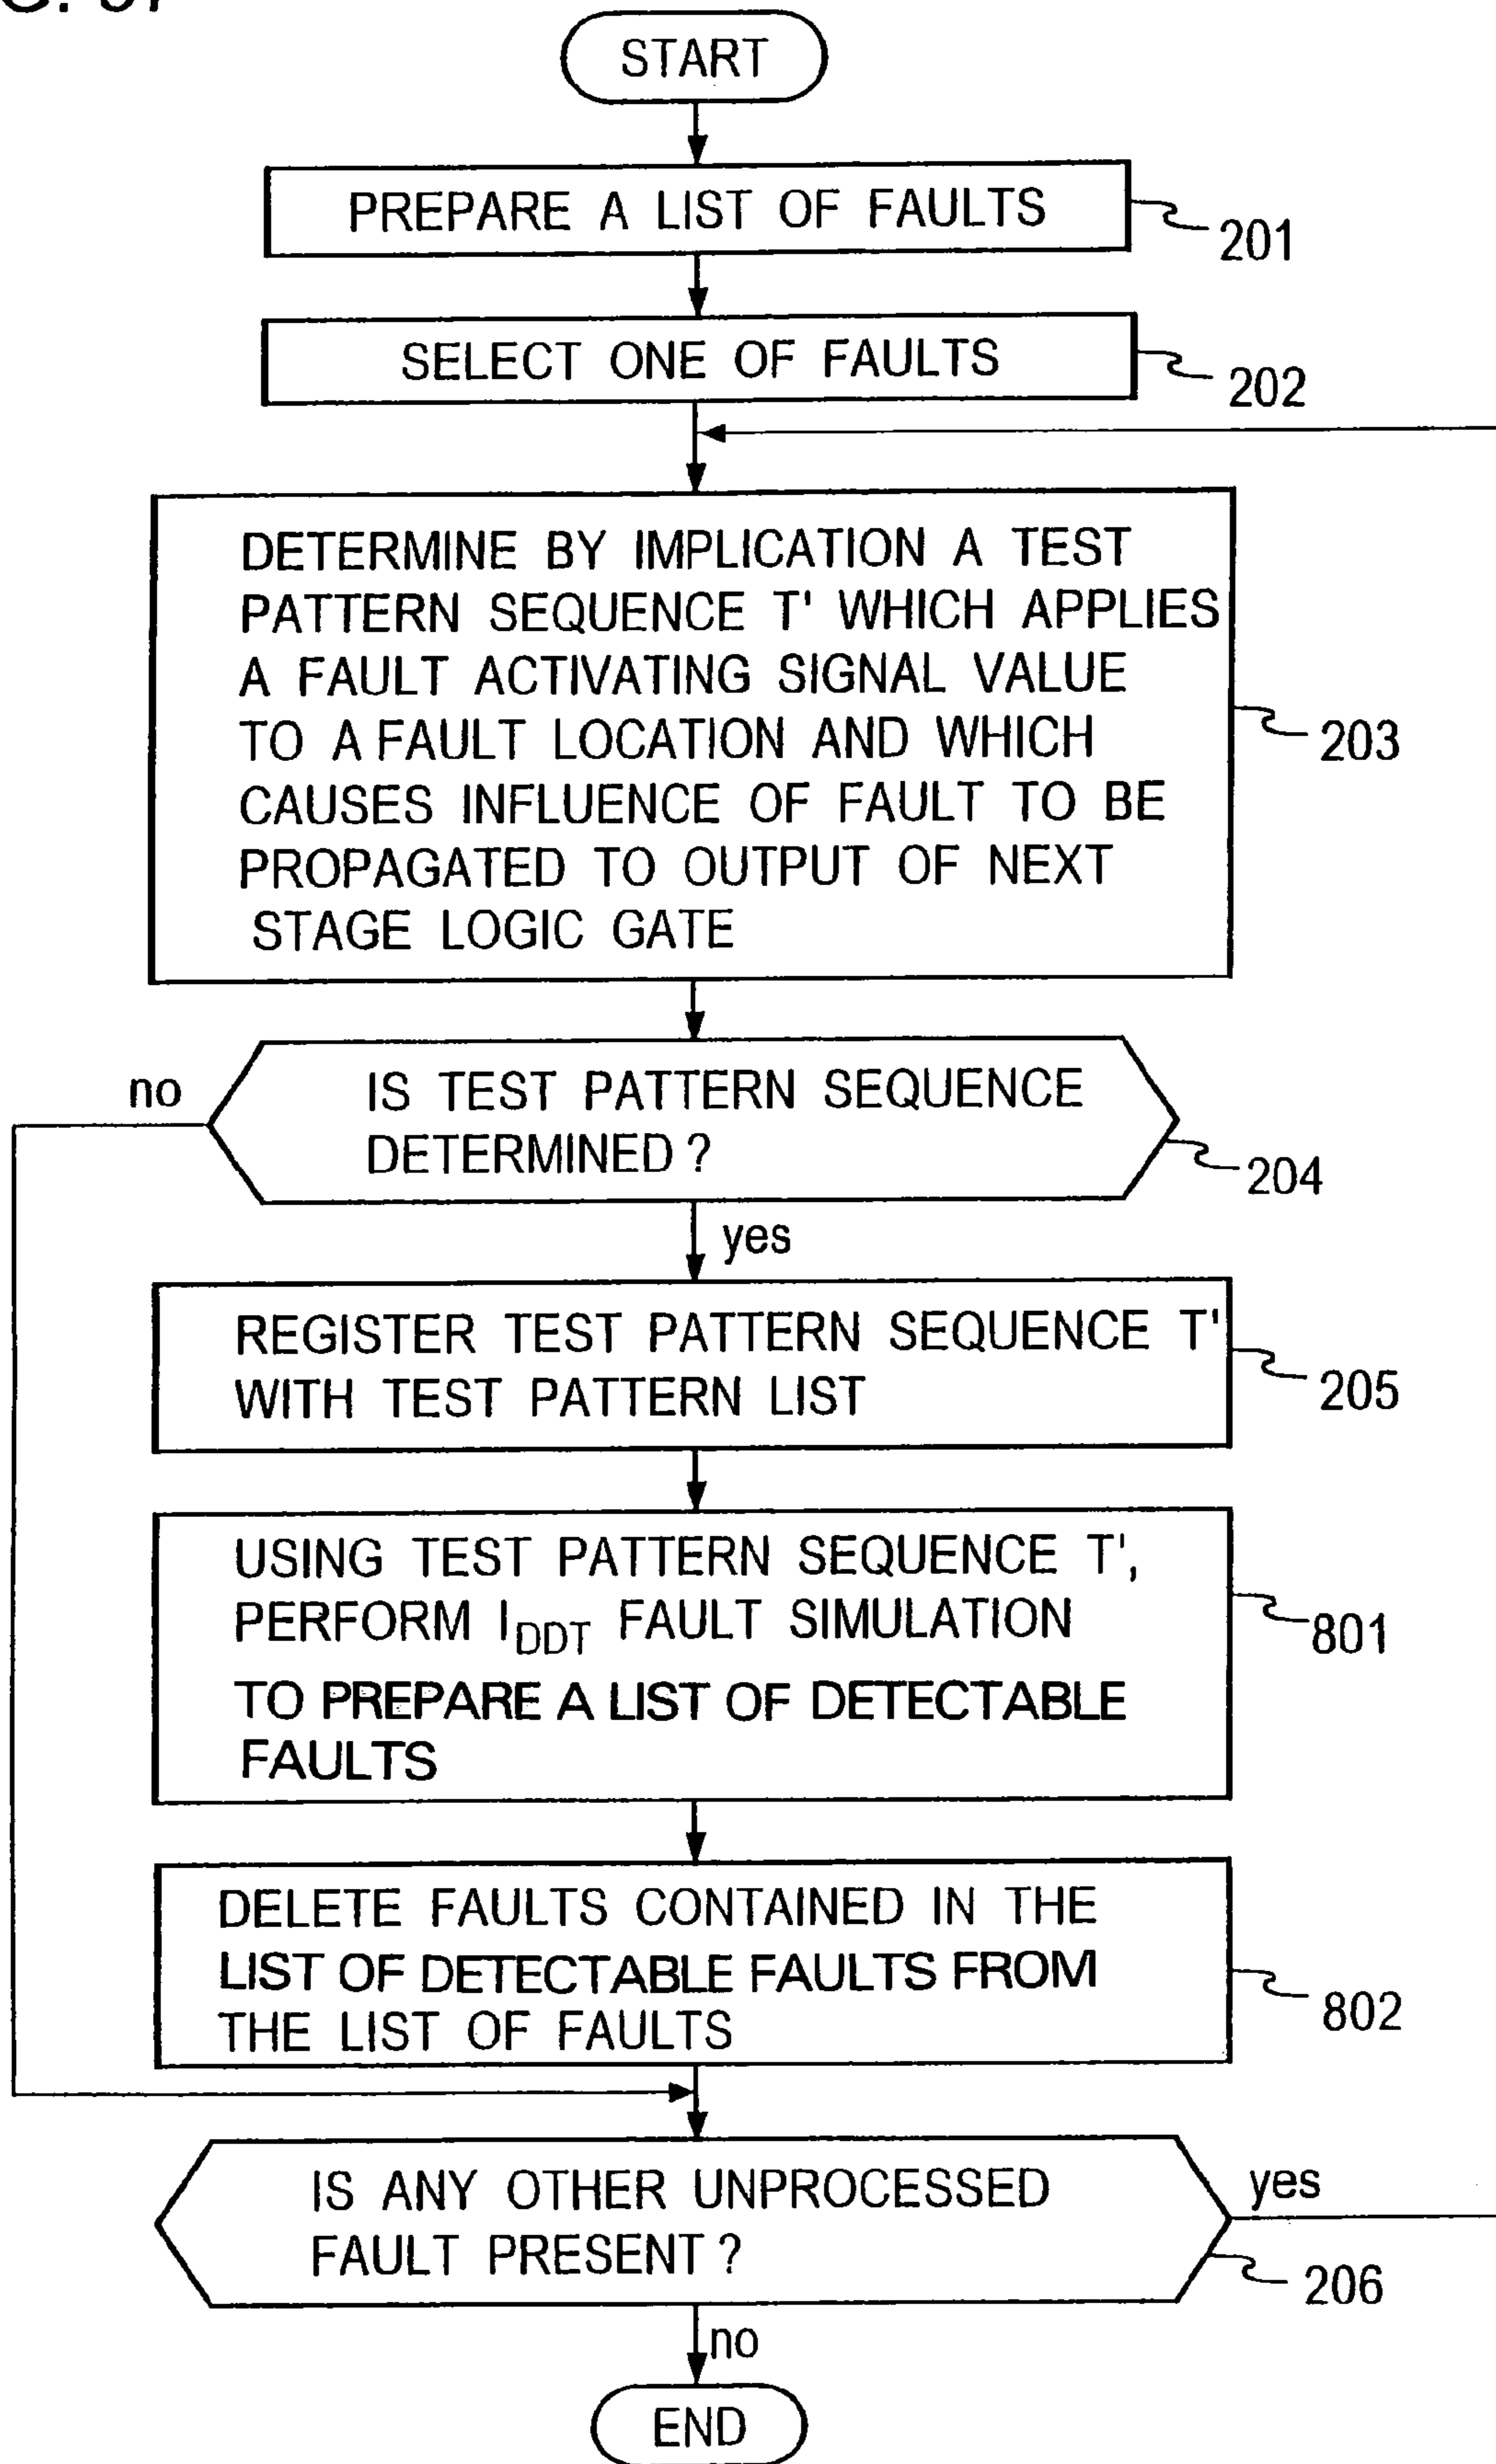 START
PREPARE A LIST OF FAULTS
201
SELECT ONE OF FAULTS
202
DETERMINE BY IMPLICATION A TEST
PATTERN SEQUENCE T' WHICH APPLIES
A FAULT ACTIVATING SIGNAL VALUE
TO A FAULT LOCATION AND WHICH
CAUSES INFLUENCE OF FAULT TO BE
PROPAGATED TO OUTPUT OF NEXT
STAGE LOGIC GATE
203
no
IS TEST PATTERN SEQUENCE
DETERMINED ?
204
yes
REGISTER TEST PATTERN SEQUENCE T'
WITH TEST PATTERN LIST
205
USING TEST PATTERN SEQUENCE T',
PERFORM IDDT FAULT SIMULATION
TO PREPARE A LIST OF DETECTABLE
FAULTS
801
DELETE FAULTS CONTAINED IN THE
LIST OF DETECTABLE FAULTS FROM
THE LIST OF FAULTS
802
IS ANY OTHER UNPROCESSED
FAULT PRESENT ?
yes
206
no
END